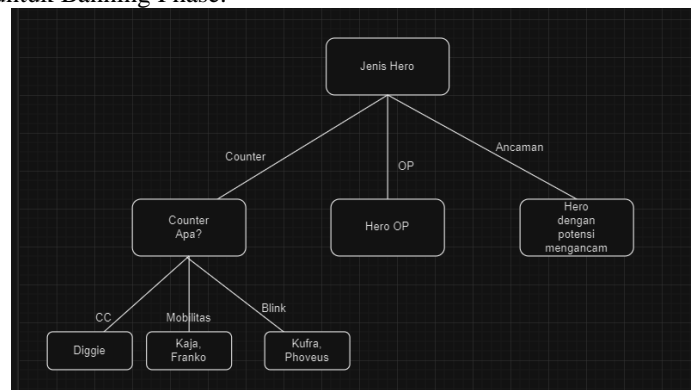 untuk Banning Phase.
Jenis Hero
Counter
OP
Ancaman
Counter
Apa?
Hero OP
Hero
dengan
potensi
mengancam
CC
Mobilitas
Blink
Diggie
Kaja,
Franko
Kufra,
Phoveus